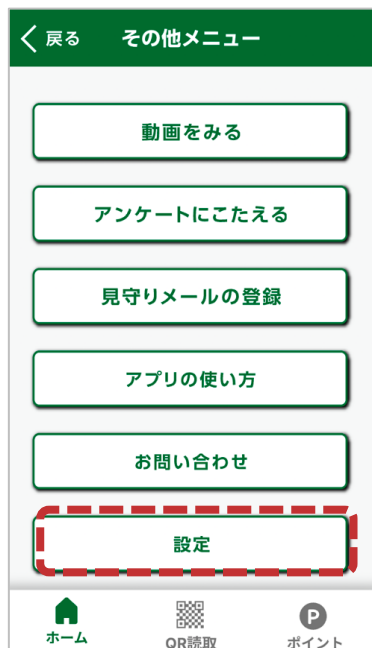 戻る その他メニュー
動画をみる
アンケートにこたえる
見守りメールの登録
アプリの使い方
お問い合わせ
設定
P
ホーム QR読取 ポイント